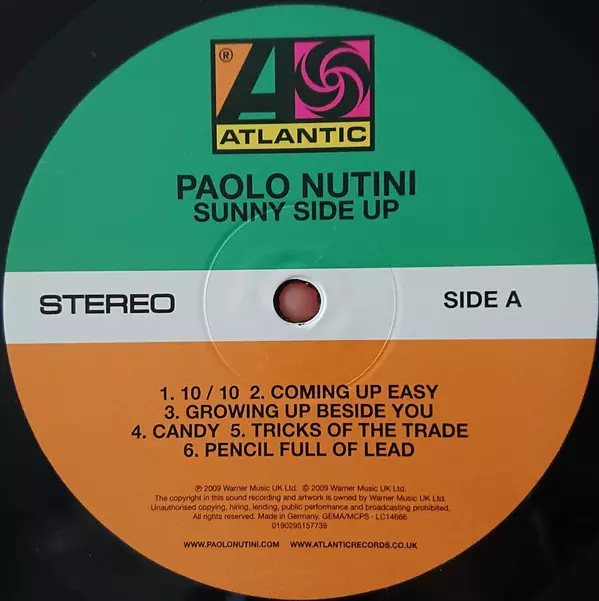 ®
ATLANTIC
PAOLO NUTINI
SUNNY SIDE UP
STEREO
SIDE A
1. 10 / 10 2. COMING UP EASY
3. GROWING UP BESIDE YOU
4. CANDY 5. TRICKS OF THE TRADE
6. PENCIL FULL OF LEAD
℗ 2009 Warner Music UK Ltd. © 2009 Warner Music UK Ltd.
The copyright in this sound recording and artwork is owned by Warner Music UK Ltd.
Unauthorised copying, hiring, lending, public performance and broadcasting prohibited.
All rights reserved. Made in Germany. GEMA/MCPS - LC14666
0190295157739
WWW.PAOLONUTINI.COM WWW.ATLANTICRECORDS.CO.UK